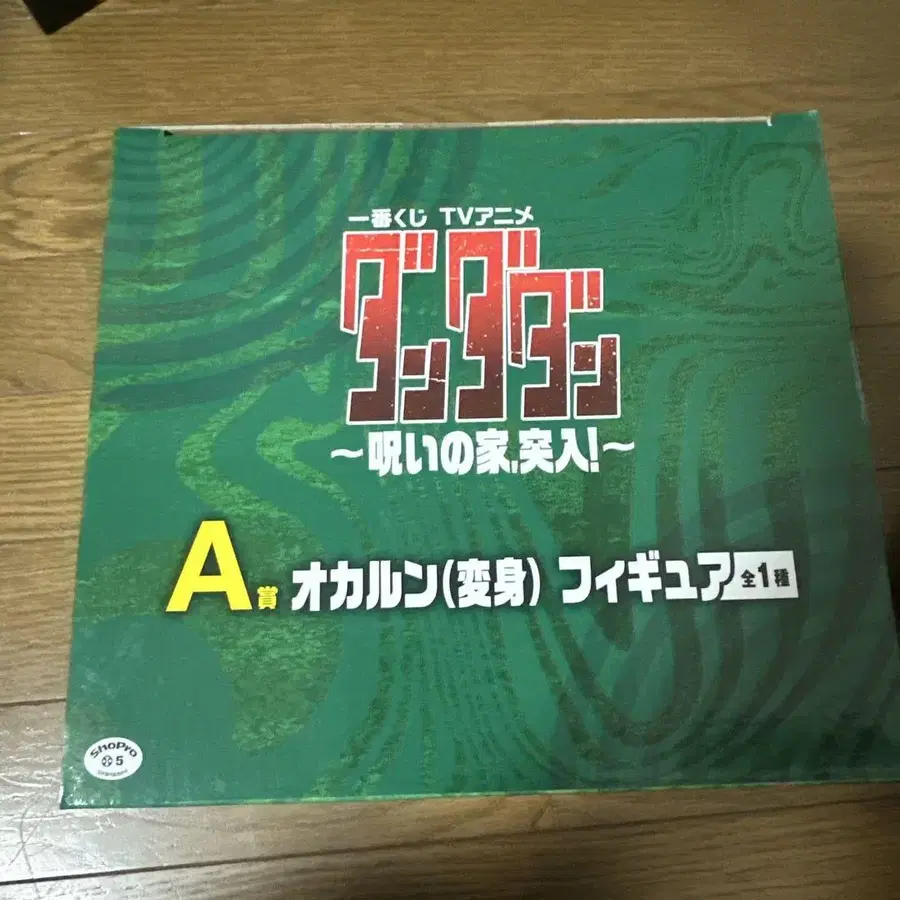 一番くじ TVアニメ
ダンダダン
～呪いの家、突入!～
A賞 オカルン(変身) フィギュア 全1種
ShoPro
5